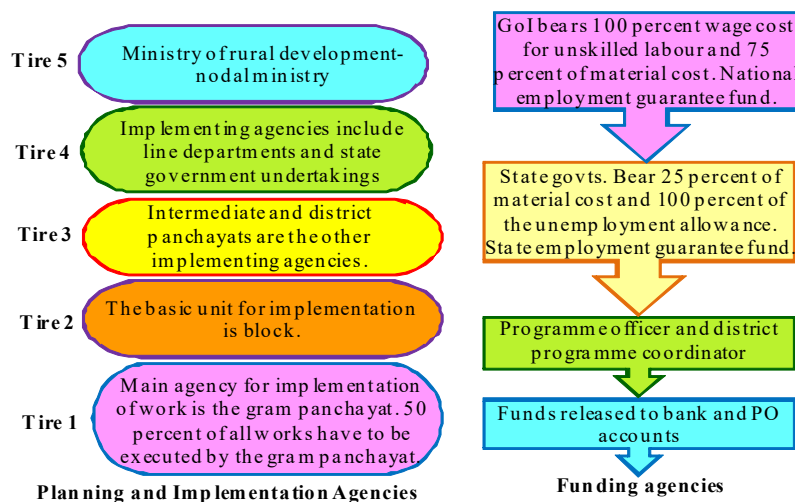 Tire 5
Ministry of rural development-
nodal ministry
Tire 4
Implementing agencies include
line departments and state
government undertakings
Tire 3
Intermediate and district
panchayats are the other
implementing agencies.
Tire 2
The basic unit for implementation
is block.
Tire 1
Main agency for implementation
of work is the gram panchayat. 50
percent of all works have to be
executed by the gram panchayat.
Planning and Implementation Agencies
GoI bears 100 percent wage cost
for unskilled labour and 75
percent of material cost. National
employment guarantee fund.
State govts. Bear 25 percent of
material cost and 100 percent of
the unemployment allowance.
State employment guarantee fund.
Programme officer and district
programme coordinator
Funds released to bank and PO
accounts
Funding agencies